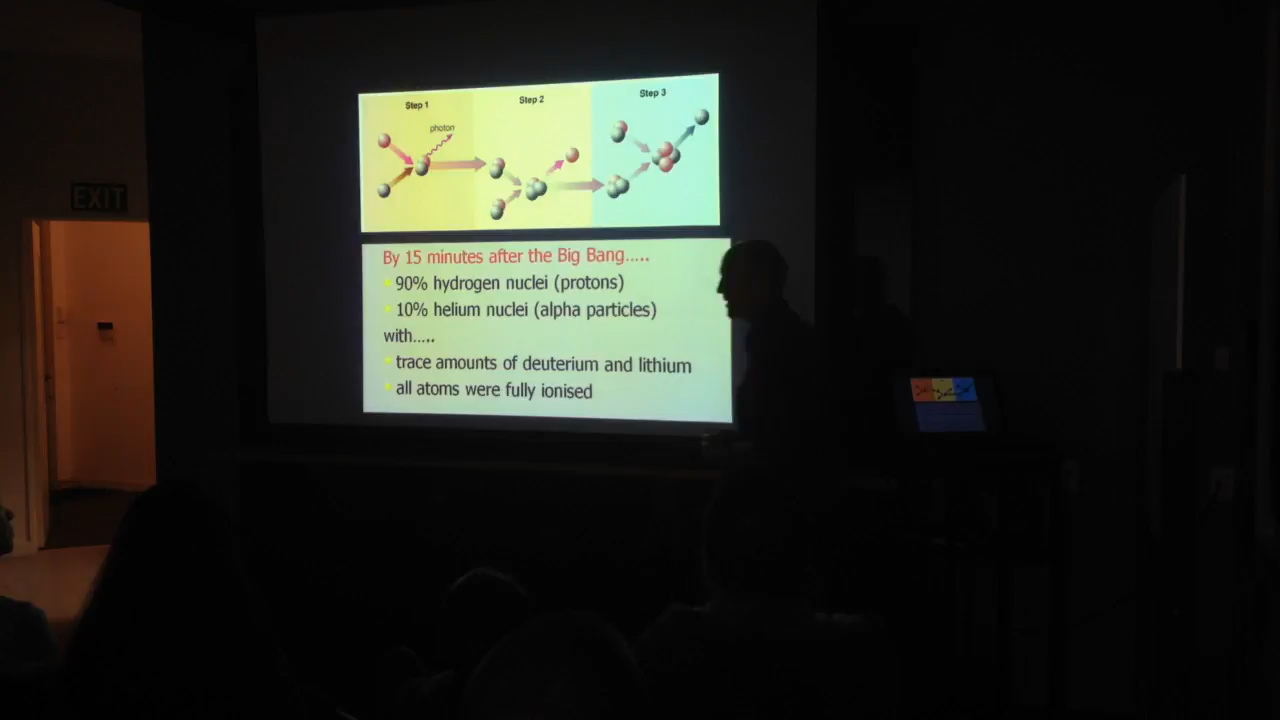 Step 1
Step 2
Step 3
photon
EXIT
By 15 minutes after the Big Bang.....
90% hydrogen nuclei (protons)
10% helium nuclei (alpha particles)
with.....
trace amounts of deuterium and lithium
all atoms were fully ionised